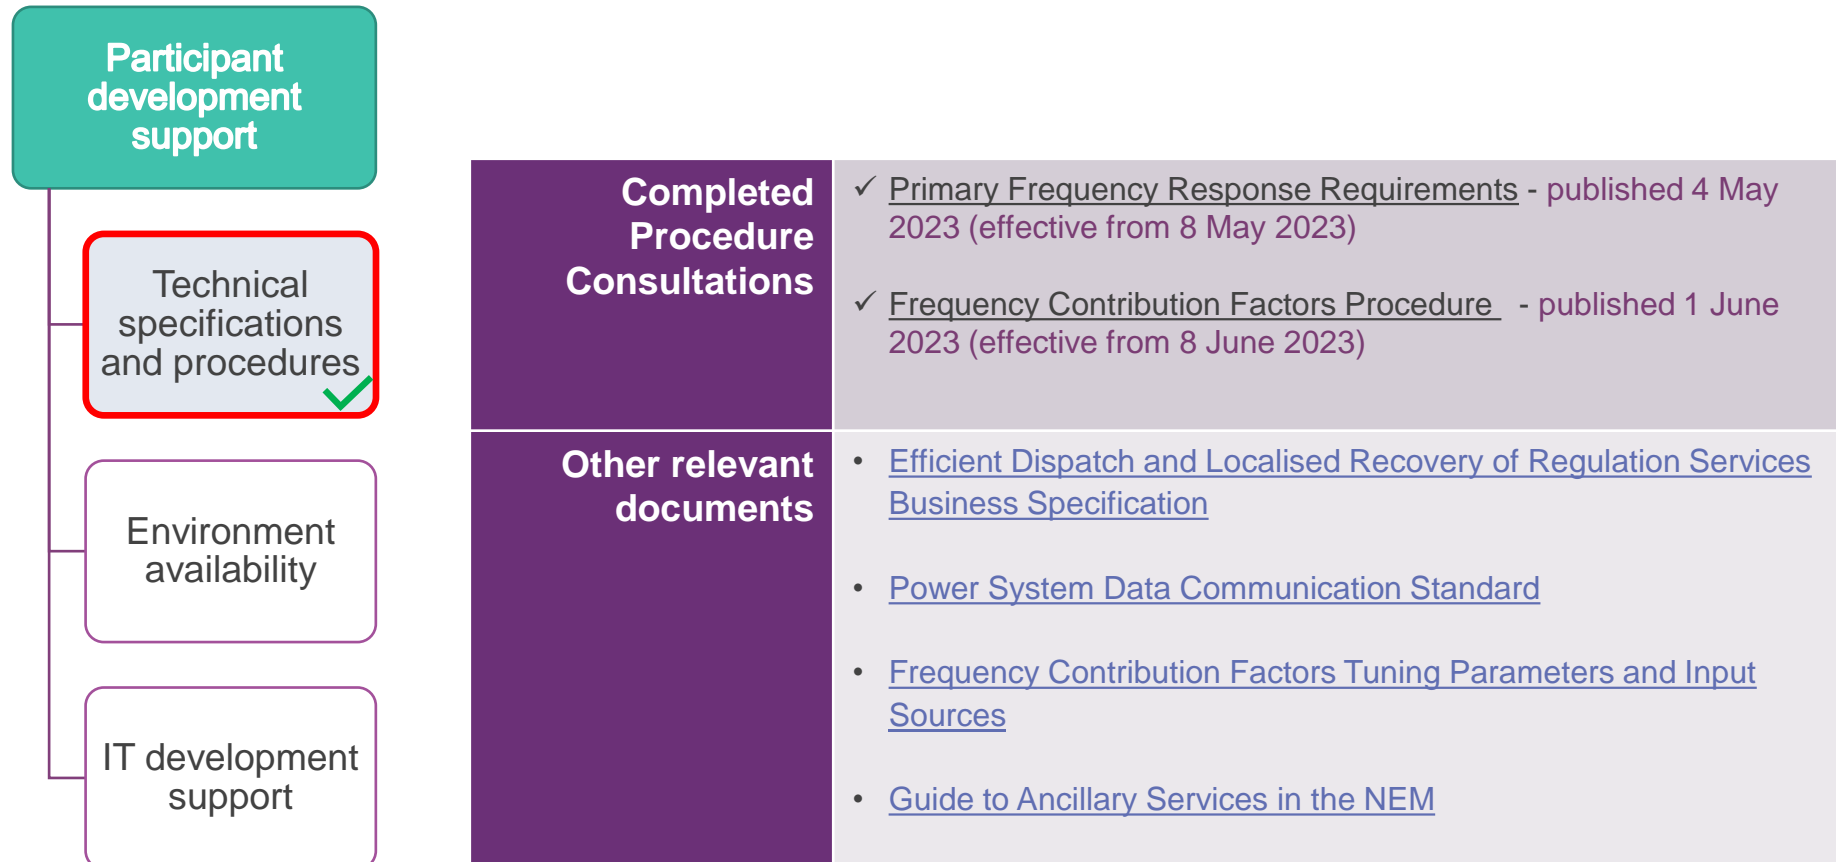 Participant
development
support
Technical
specifications
and procedures
Environment
availability
IT development
support
Completed
Procedure
Consultations
✓ Primary Frequency Response Requirements - published 4 May
2023 (effective from 8 May 2023)
✓ Frequency Contribution Factors Procedure  - published 1 June
2023 (effective from 8 June 2023)
Other relevant
documents
• Efficient Dispatch and Localised Recovery of Regulation Services
Business Specification
• Power System Data Communication Standard
• Frequency Contribution Factors Tuning Parameters and Input
Sources
• Guide to Ancillary Services in the NEM